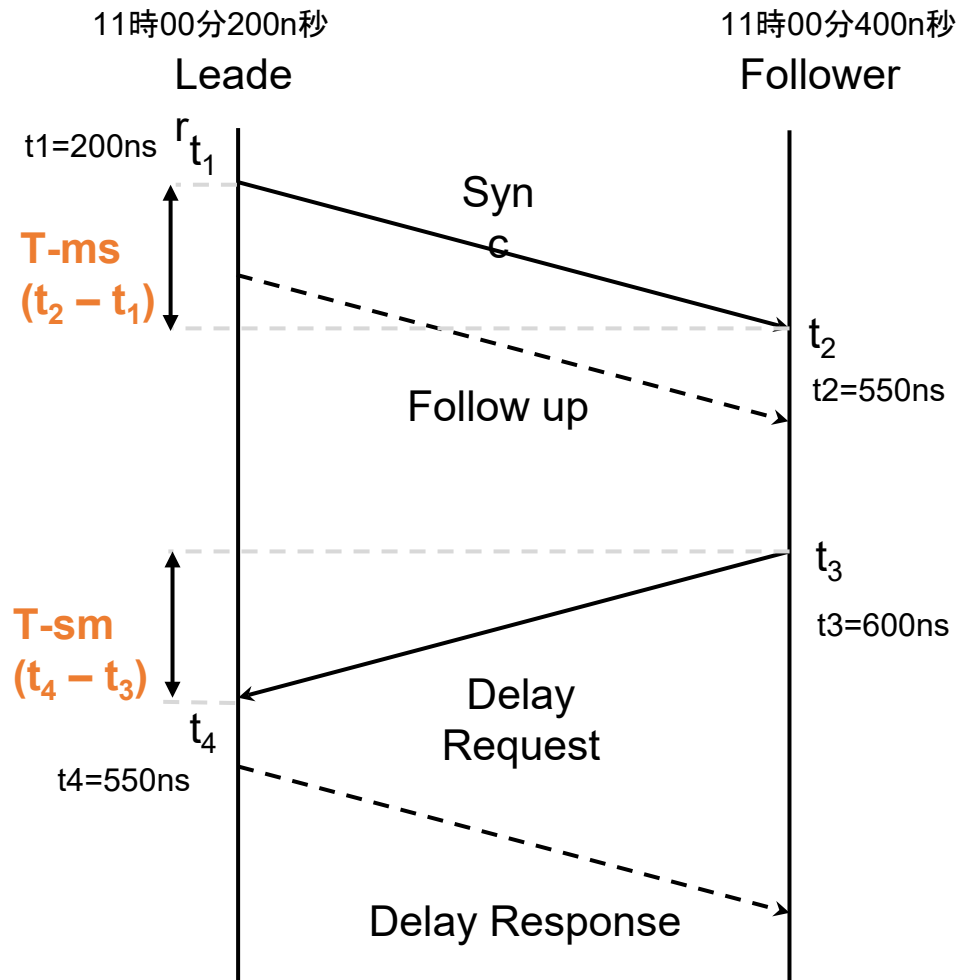 11時00分200n秒
11時00分400n秒
Leade
r
Follower
t1=200ns
t₁
Syn
c
T-ms
(t₂ – t₁)
t₂
t2=550ns
Follow up
t₃
t3=600ns
T-sm
(t₄ – t₃)
Delay
Request
t₄
t4=550ns
Delay Response